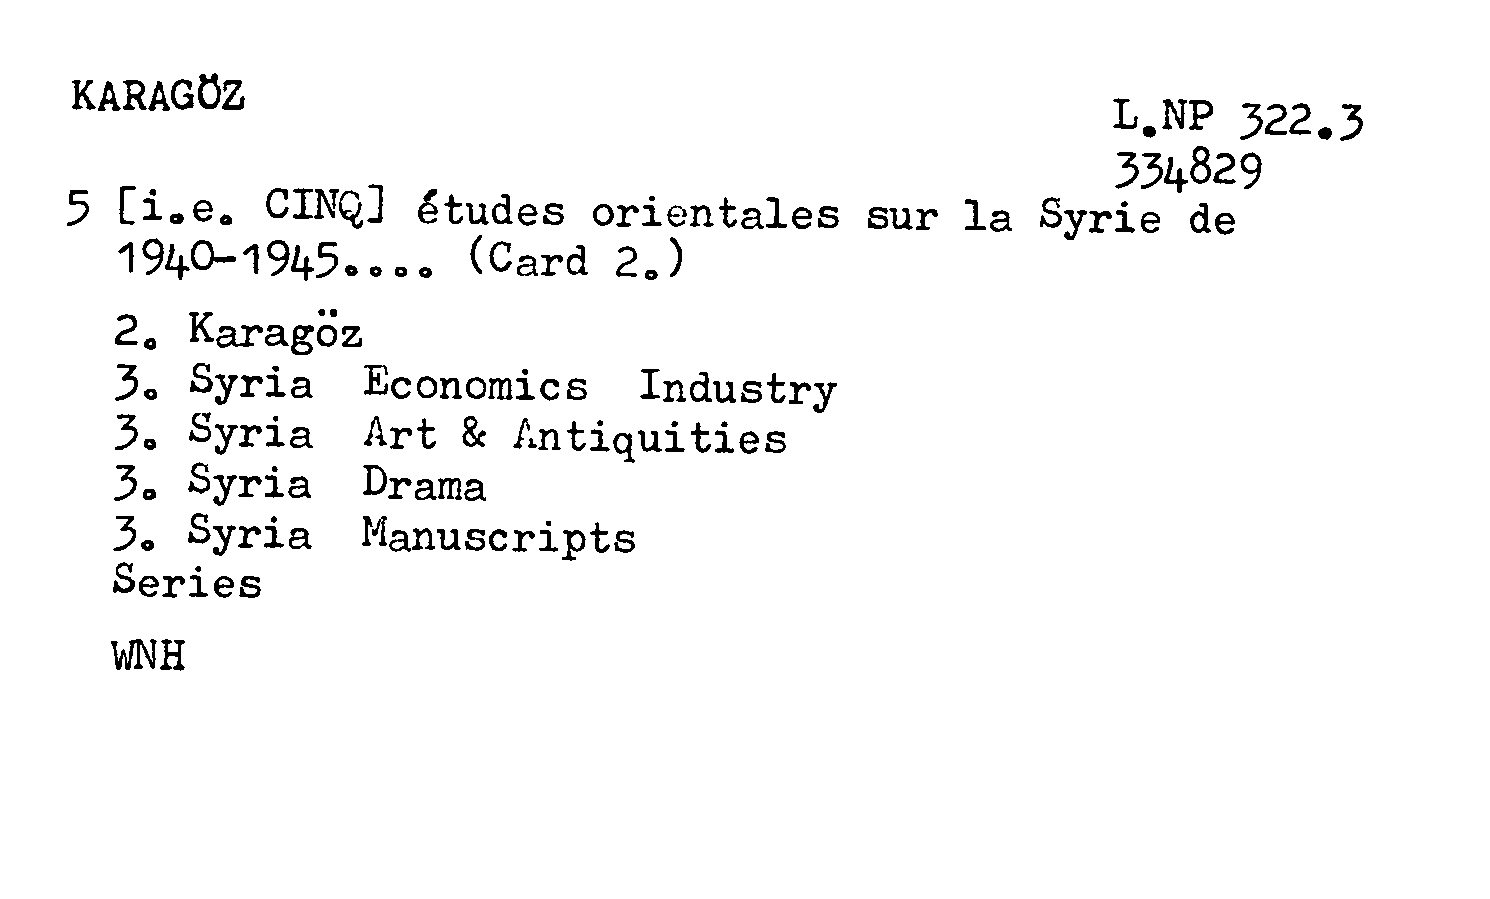 KARAGÖZ
L.NP 322.3
334829
5 [i.e. CINQ] études orientales sur la Syrie de
1940-1945.... (Card 2.)
2. Karagöz
3. Syria Economics Industry
3. Syria Art & Antiquities
3. Syria Drama
3. Syria Manuscripts
Series
WNH